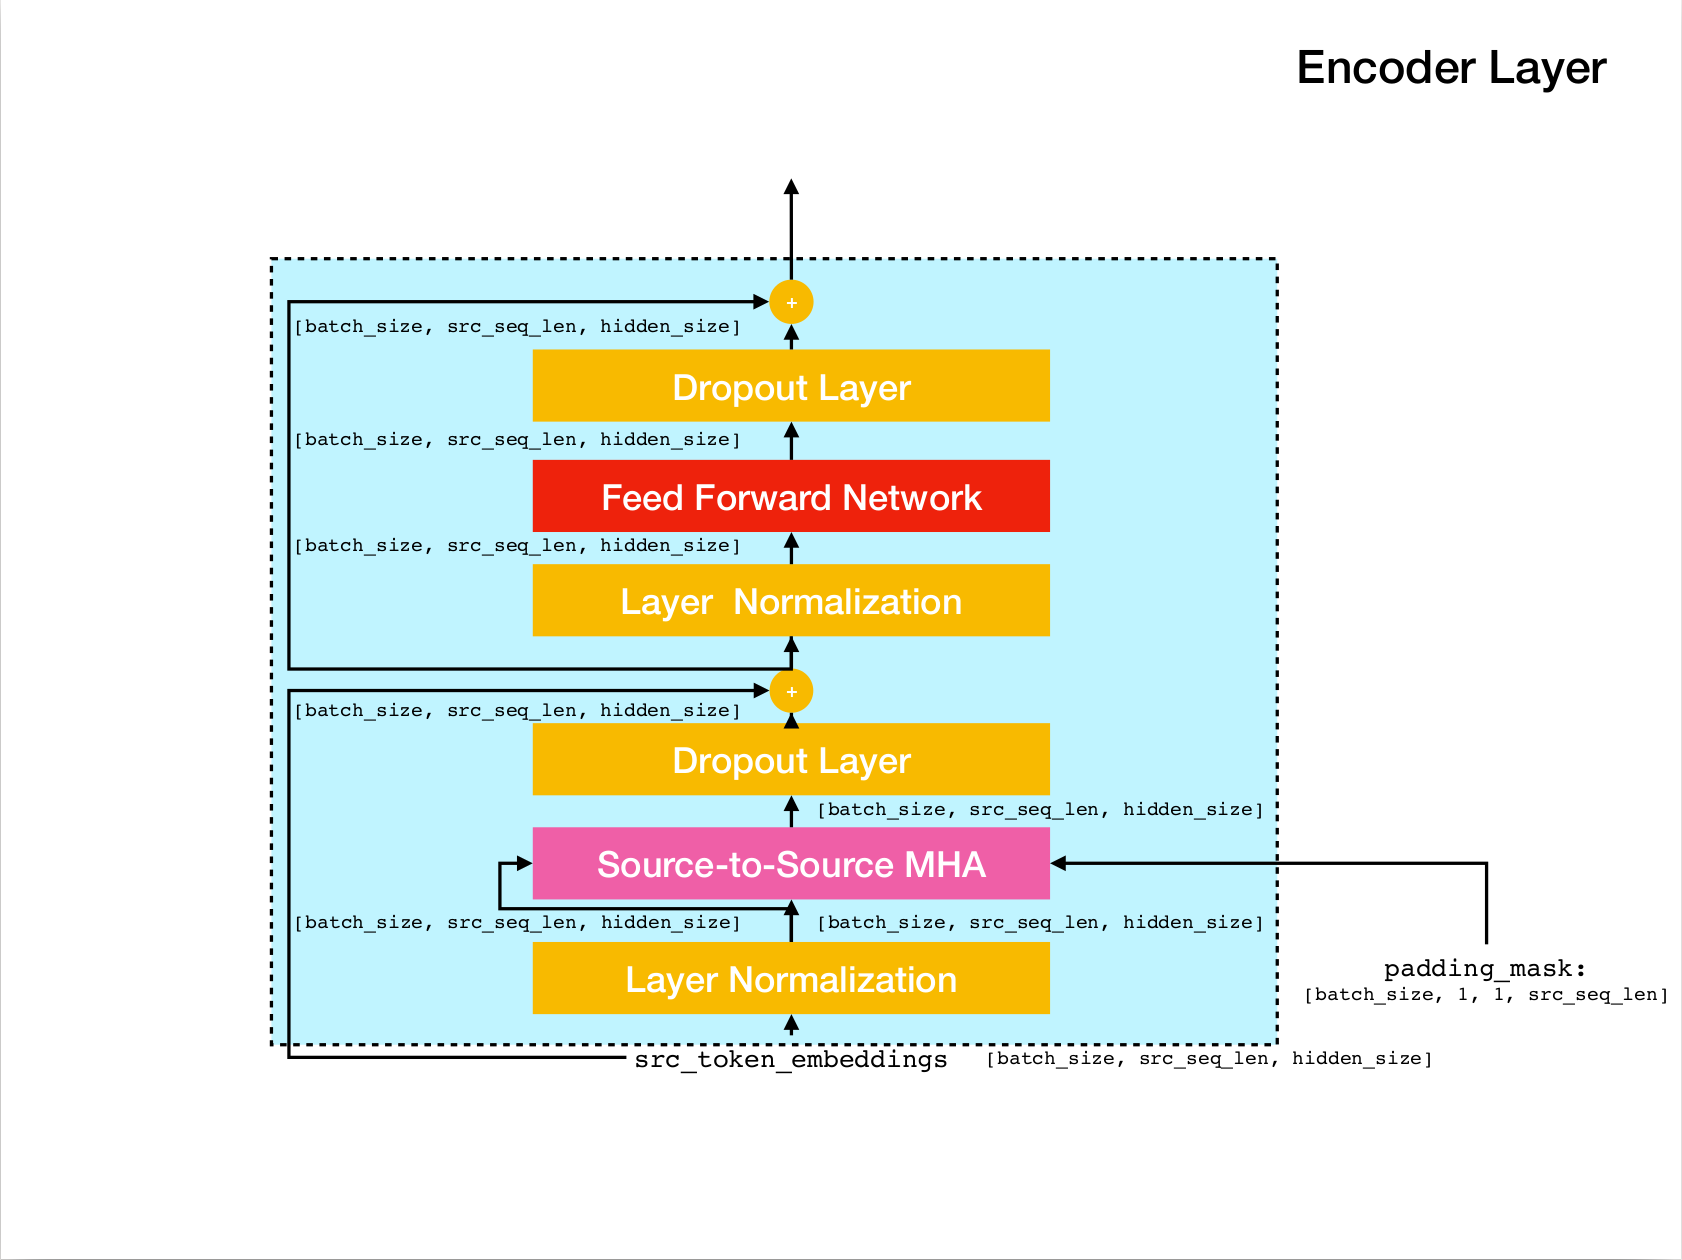 Encoder Layer
+
[batch_size, src_seq_len, hidden_size]
Dropout Layer
[batch_size, src_seq_len, hidden_size]
Feed Forward Network
[batch_size, src_seq_len, hidden_size]
Layer  Normalization
+
[batch_size, src_seq_len, hidden_size]
Dropout Layer
[batch_size, src_seq_len, hidden_size]
Source-to-Source MHA
[batch_size, src_seq_len, hidden_size]
[batch_size, src_seq_len, hidden_size]
Layer Normalization
padding_mask:
[batch_size, 1, 1, src_seq_len]
src_token_embeddings
[batch_size, src_seq_len, hidden_size]